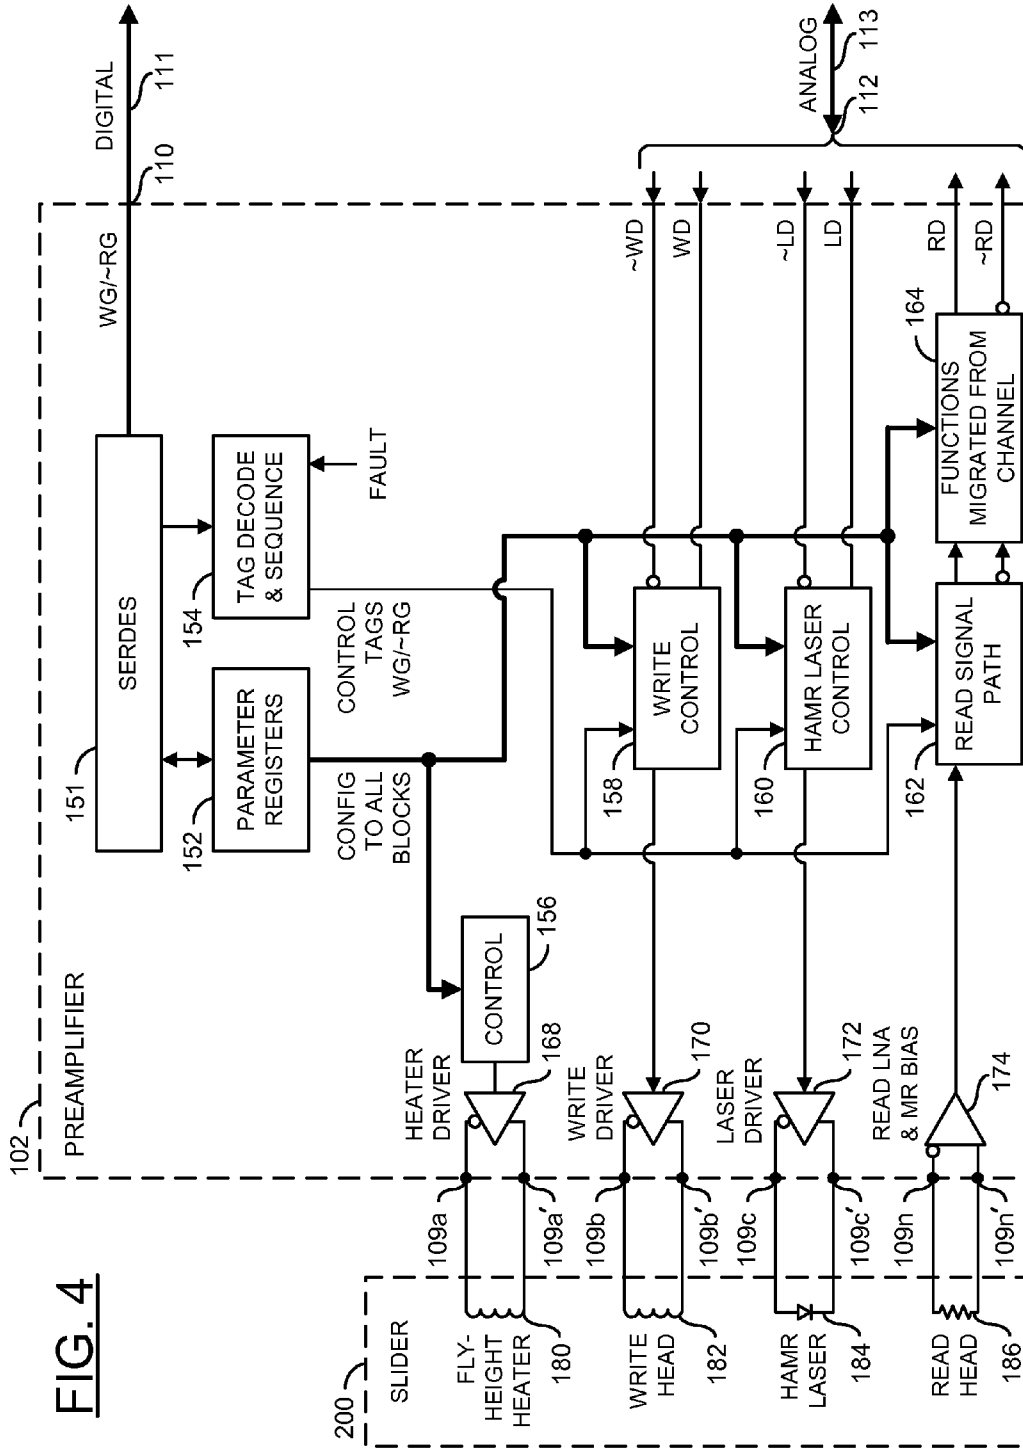 FIG. 4
102
PREAMPLIFIER
151
SERDES
WG/~RG
110
DIGITAL
111
152
PARAMETER
REGISTERS
154
TAG DECODE
& SEQUENCE
FAULT
CONFIG
TO ALL
BLOCKS
CONTROL
TAGS
WG/~RG
CONTROL
156
HEATER
DRIVER
168
158
WRITE
CONTROL
~WD
WD
WRITE
DRIVER
170
160
HAMR LASER
CONTROL
~LD
LD
LASER
DRIVER
172
162
READ SIGNAL
PATH
164
FUNCTIONS
MIGRATED FROM
CHANNEL
RD
~RD
READ LNA
& MR BIAS
174
ANALOG
112
113
109a
109a'
109b
109b'
109c
109c'
109n
109n'
200
SLIDER
FLY-
HEIGHT
HEATER
180
WRITE
HEAD
182
HAMR
LASER
184
READ
HEAD
186